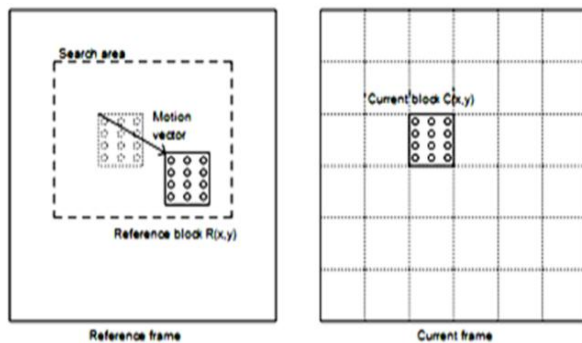 Search area
Motion
vector
Reference block R(x,y)
Reference frame
'Current' block C(x,y)
Current frame